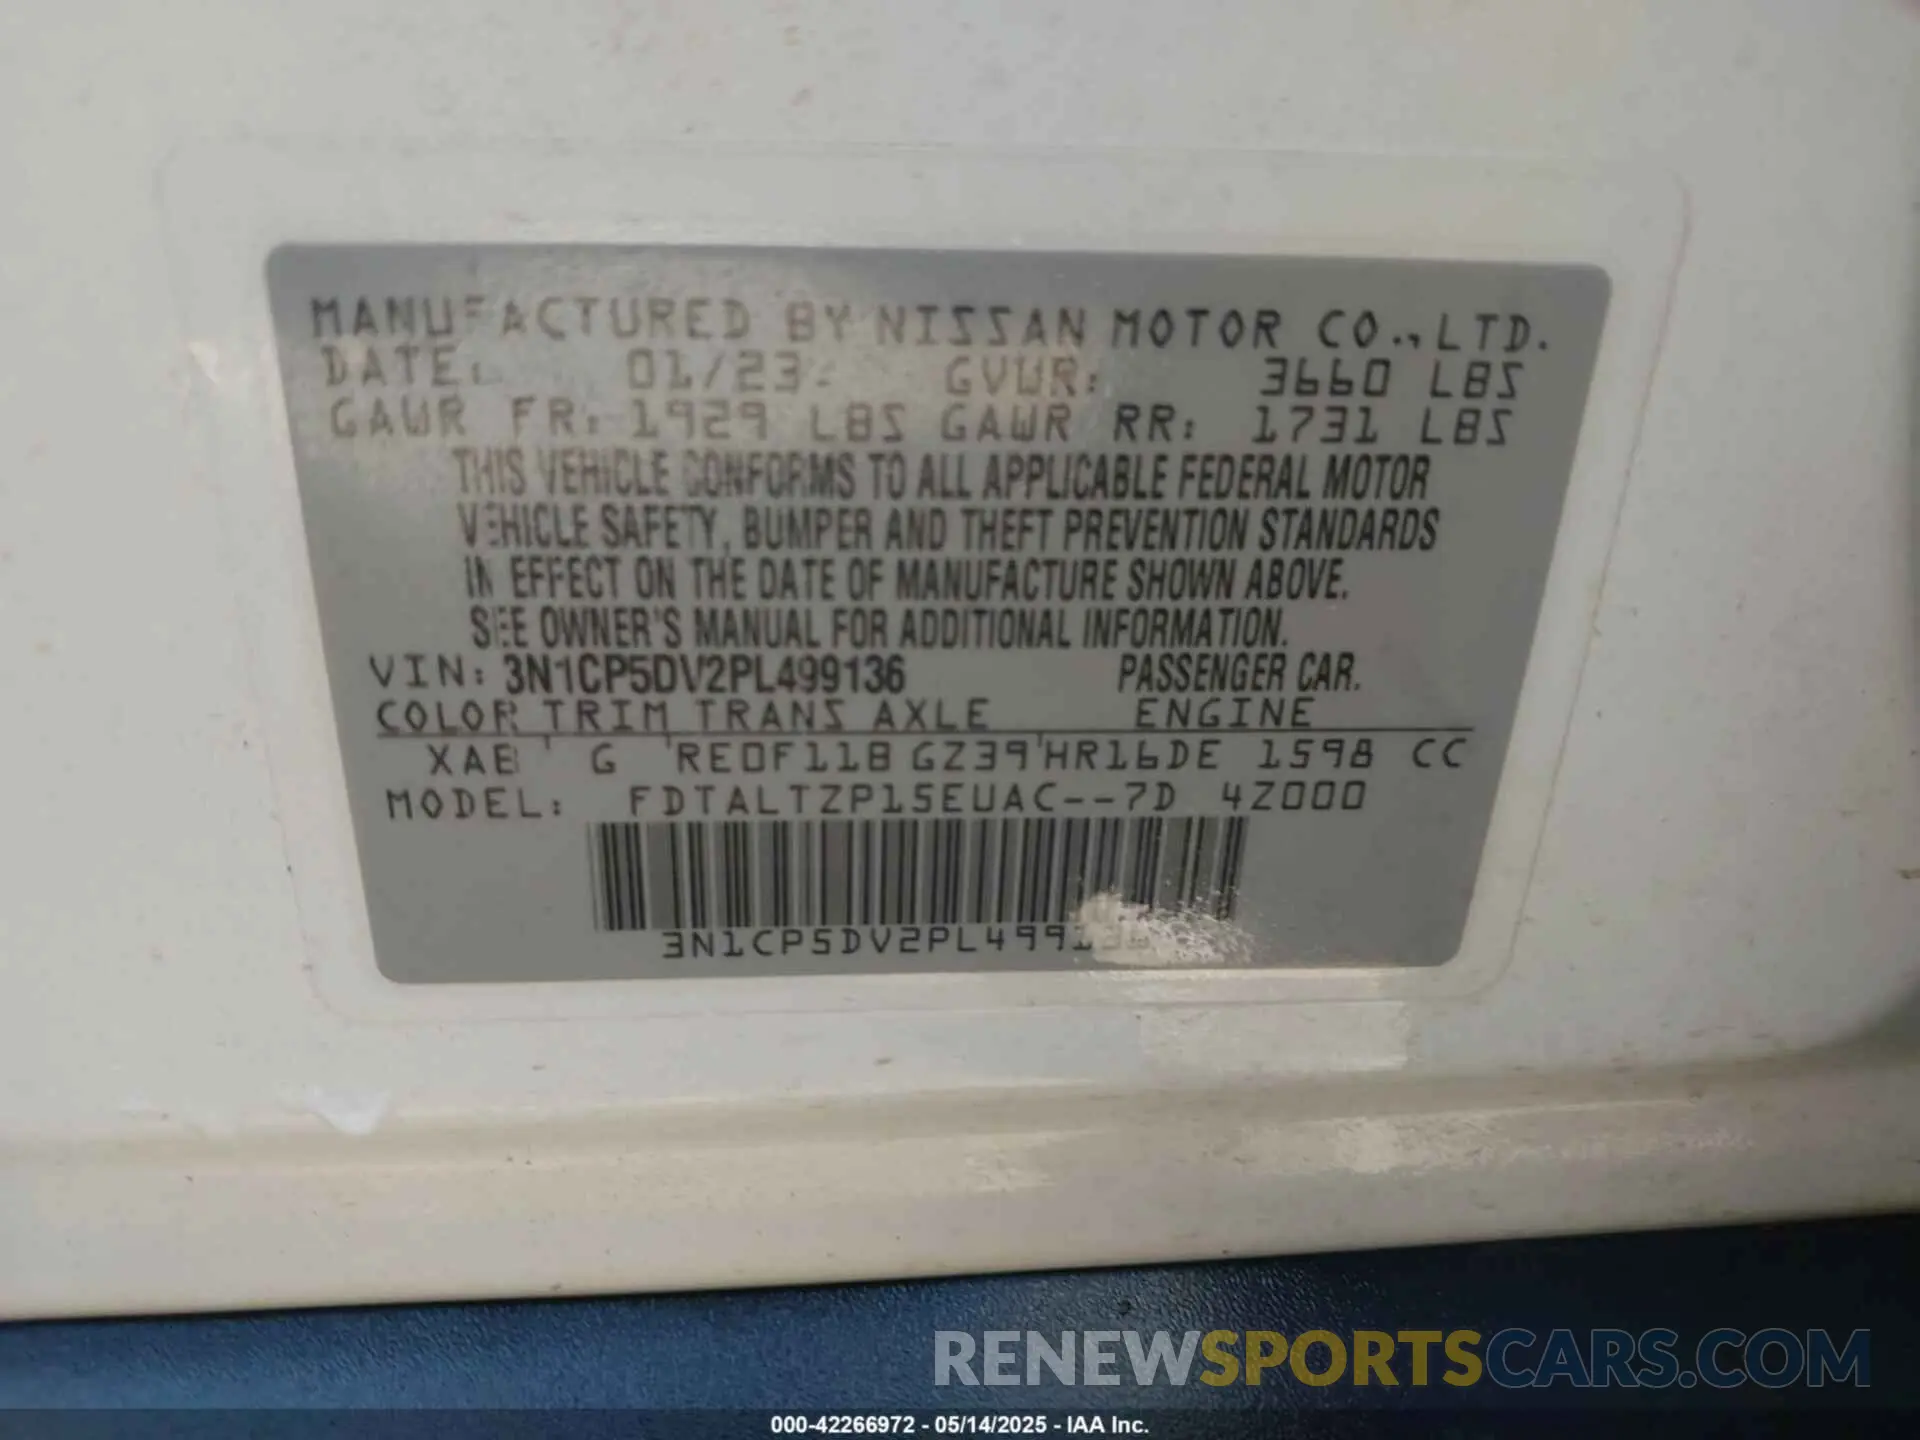 MANUFACTURED BY NISSAN MOTOR CO.,LTD.
DATE: 01/23 GVWR: 3660 LBS
GAWR FR: 1929 LBS GAWR RR: 1731 LBS
THIS VEHICLE CONFORMS TO ALL APPLICABLE FEDERAL MOTOR
VEHICLE SAFETY, BUMPER AND THEFT PREVENTION STANDARDS
IN EFFECT ON THE DATE OF MANUFACTURE SHOWN ABOVE.
SEE OWNER'S MANUAL FOR ADDITIONAL INFORMATION.
VIN: 3N1CP5DV2PL499136 PASSENGER CAR.
COLOR TRIM TRANS AXLE ENGINE
XAB G RE0F11B GZ39 HR16DE 1598 CC
MODEL: FDTALTZP15EUAC--7D 4Z000
3N1CP5DV2PL499136
RENEWSPORTSCARS.COM
000-42266972 - 05/14/2025 - IAA Inc.